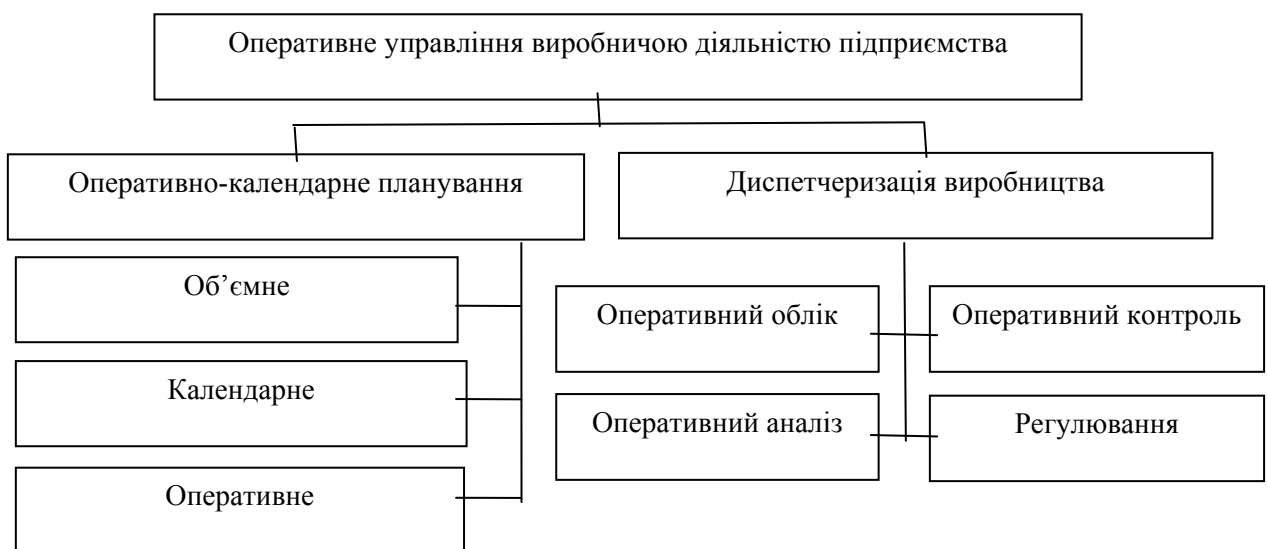 Оперативне управління виробничою діяльністю підприємства
Оперативно-календарне планування
Диспетчеризація виробництва
Об’ємне
Календарне
Оперативне
Оперативний облік
Оперативний контроль
Оперативний аналіз
Регулювання